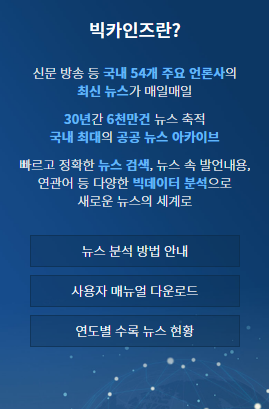 빅카인즈란?
신문 방송 등 국내 54개 주요 언론사의
최신 뉴스가 매일매일
30년간 6천만건 뉴스 축적
국내 최대의 공공 뉴스 아카이브
빠르고 정확한 뉴스 검색, 뉴스 속 발언내용,
연관어 등 다양한 빅데이터 분석으로
새로운 뉴스의 세계로
뉴스 분석 방법 안내
사용자 매뉴얼 다운로드
연도별 수록 뉴스 현황